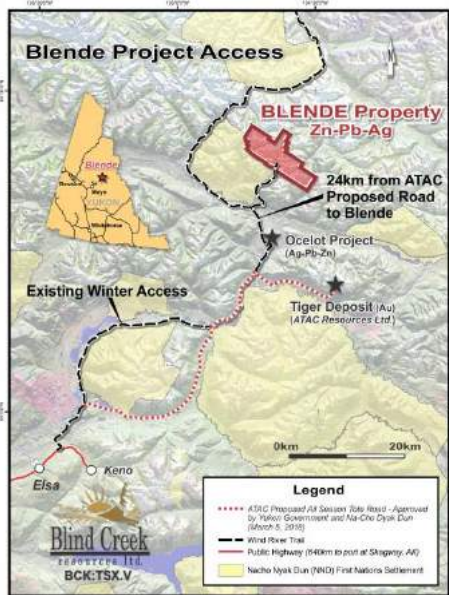 Blende Project Access
BLENDE Property
Zn-Pb-Ag
Blende
Mayo
YUKON
Whitehorse
24km from ATAC
Proposed Road
to Blende
Ocelot Project
(Ag-Pb-Zn)
Existing Winter Access
Tiger Deposit (Au)
(ATAC Resources Ltd.)
0km
20km
Elsa
Keno
Legend
ATAC Proposed All Season Tote Road - Approved
by Yukon Government and Na-Cho Dyak Dun
(March 5, 2018)
Wind River Trail
Public Highway (640km to port at Skagway, AK)
Nacho Nyak Dun (NND) First Nations Settlement
Blind Creek
resources ltd.
BCK:TSX.V